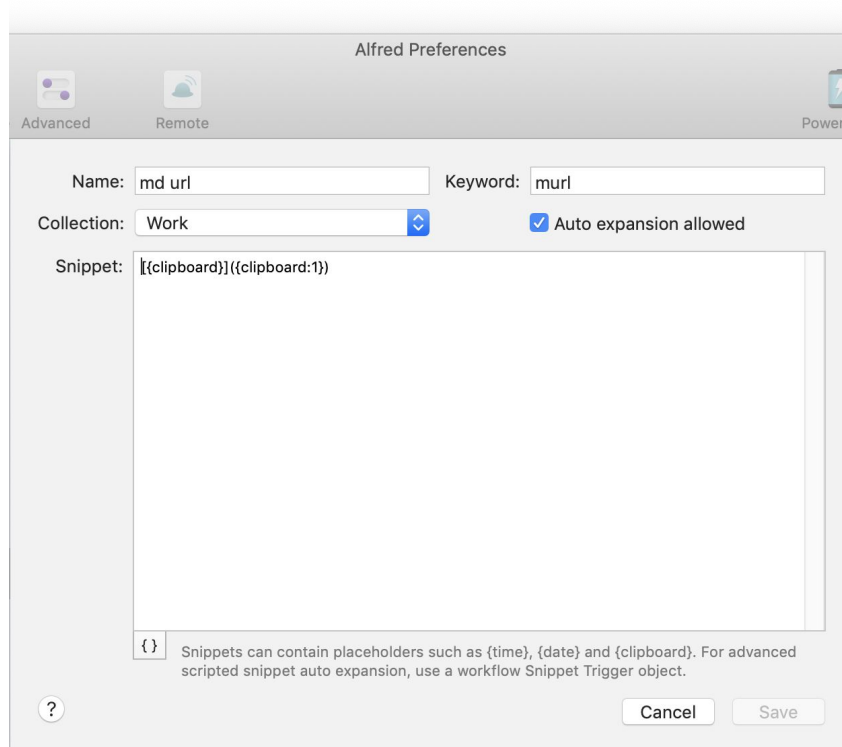 Alfred Preferences
Advanced
Remote
Name: md url
Keyword: murl
Collection: Work
Auto expansion allowed
Snippet: [{clipboard}]({clipboard:1})
{ }
Snippets can contain placeholders such as {time}, {date} and {clipboard}. For advanced
scripted snippet auto expansion, use a workflow Snippet Trigger object.
?
Cancel
Save